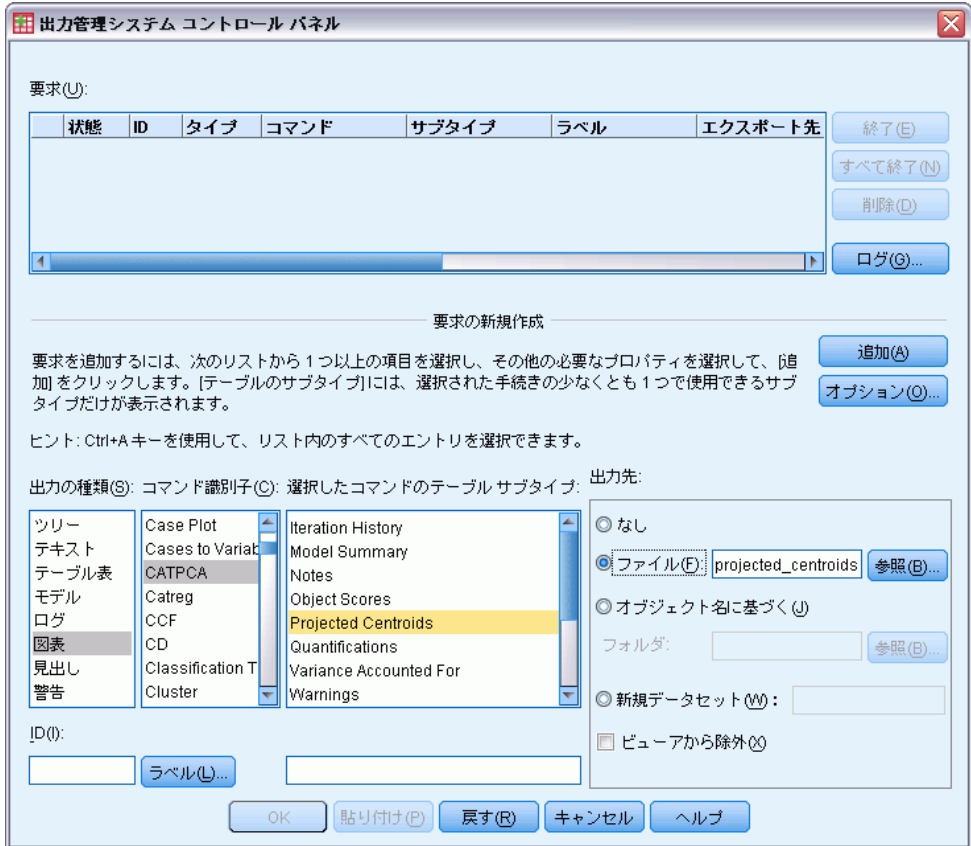 出力管理システム コントロール パネル
要求(U):
状態 ID タイプ コマンド サブタイプ ラベル エクスポート先
終了(E)
すべて終了(N)
削除(D)
ログ(G)...
要求の新規作成
要求を追加するには、次のリストから 1 つ以上の項目を選択し、その他の必要なプロパティを選択して、[追
加] をクリックします。[テーブルのサブタイプ]には、選択された手続きの少なくとも 1 つで使用できるサブ
タイプだけが表示されます。
追加(A)
オプション(O)...
ヒント: Ctrl+A キーを使用して、リスト内のすべてのエントリを選択できます。
出力の種類(S): コマンド識別子(C): 選択したコマンドのテーブル サブタイプ:
ツリー
テキスト
テーブル表
モデル
ログ
図表
見出し
警告
Case Plot
Cases to Variab
CATPCA
Catreg
CCF
CD
Classification T
Cluster
Iteration History
Model Summary
Notes
Object Scores
Projected Centroids
Quantifications
Variance Accounted For
Warnings
出力先:
なし
ファイル(F): projected_centroids 参照(B)...
オブジェクト名に基づく(J)
フォルダ: 参照(B)...
新規データセット(W) :
ビューアから除外(X)
ID(I):
ラベル(L)...
OK 貼り付け(P) 戻す(R) キャンセル ヘルプ